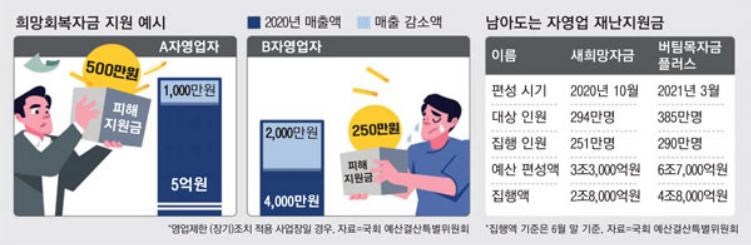 희망회복자금 지원 예시
2020년 매출액
매출 감소액
A자영업자
500만원
피해
지원금
1,000만원
5억원
B자영업자
2,000만원
250만원
피해
지원금
4,000만원
*영업제한 (장기)조치 적용 사업장일 경우, 자료=국회 예산결산특별위원회
남아도는 자영업 재난지원금
이름 새희망자금 버팀목자금
플러스
편성 시기 2020년 10월 2021년 3월
대상 인원 294만명 385만명
집행 인원 251만명 290만명
예산 편성액 3조3,000억원 6조7,000억원
집행액 2조8,000억원 4조8,000억원
*집행액 기준은 6월 말 기준, 자료=국회 예산결산특별위원회